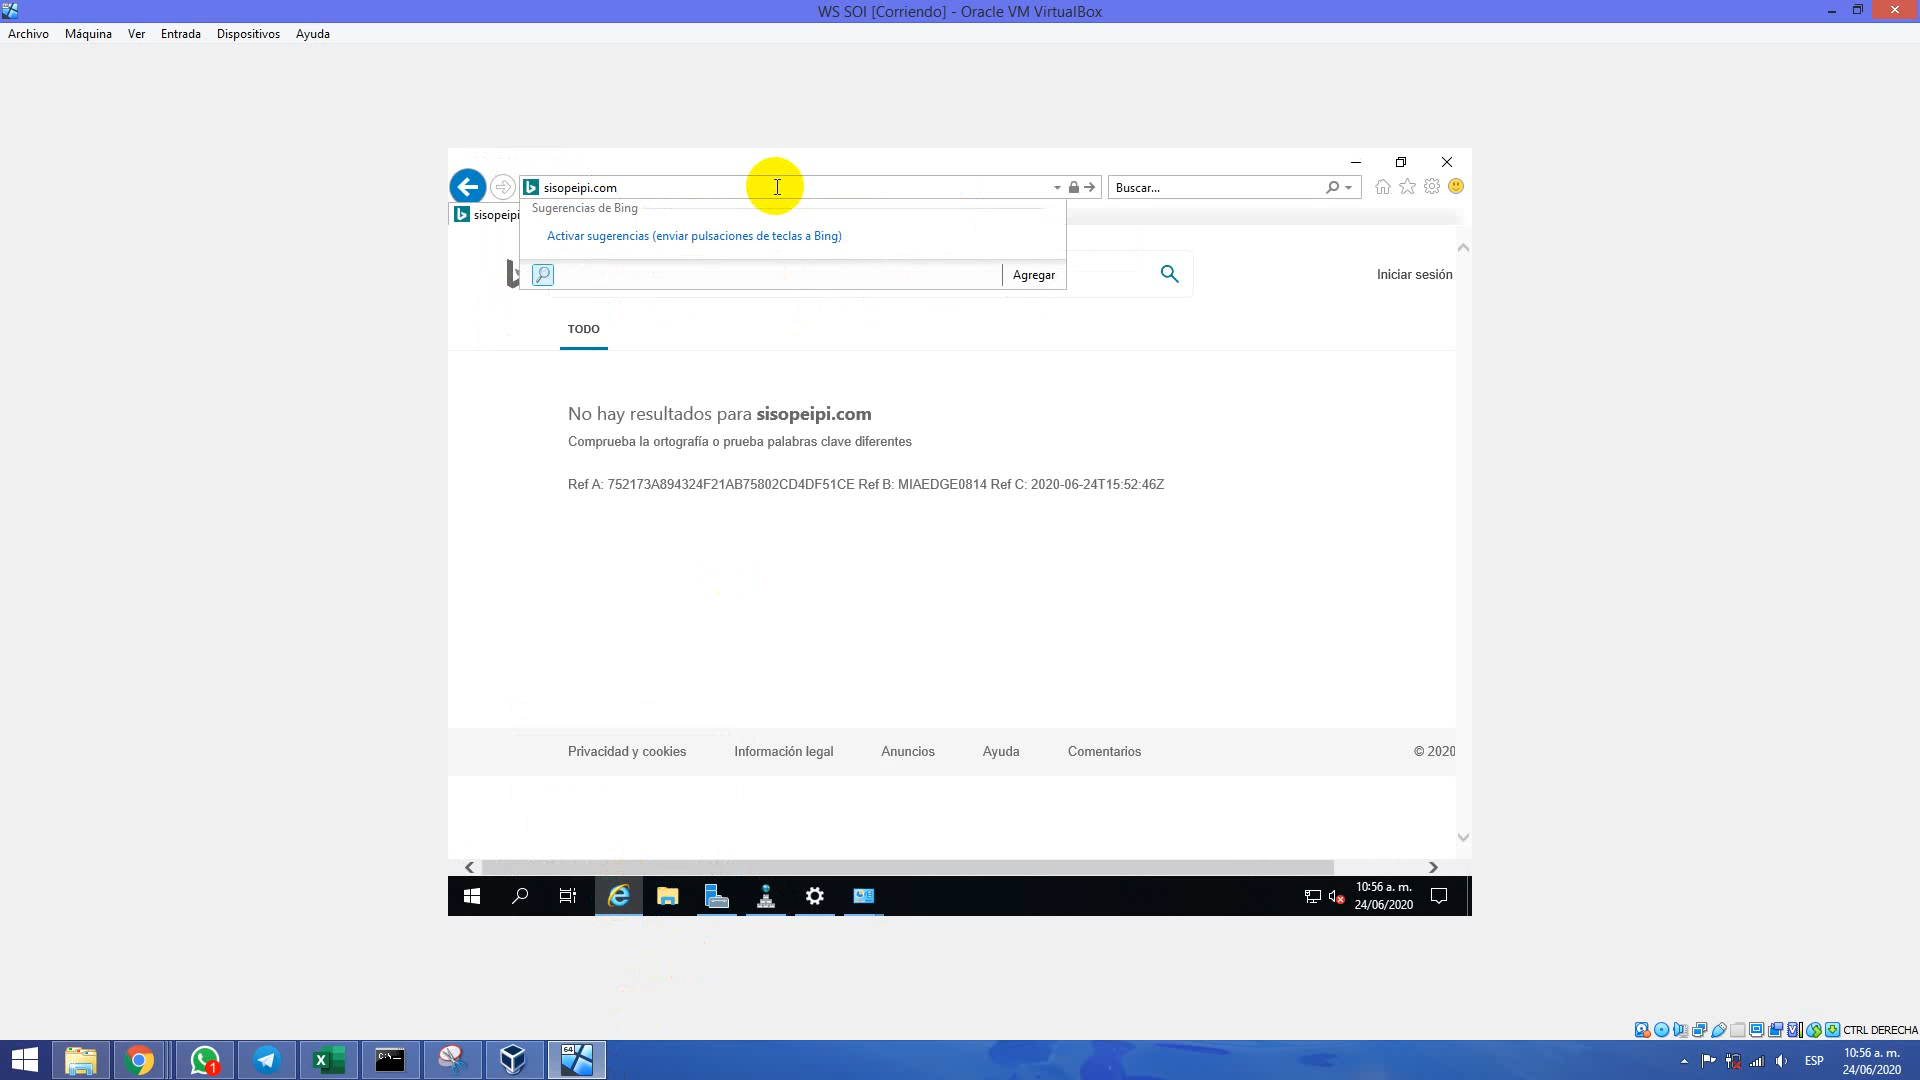 WS SOI [Corriendo] - Oracle VM VirtualBox
Archivo Máquina Ver Entrada Dispositivos Ayuda
sisopeipi.com
Buscar...
sisopeipi
Sugerencias de Bing
Activar sugerencias (enviar pulsaciones de teclas a Bing)
Agregar
Iniciar sesión
TODO
No hay resultados para sisopeipi.com
Comprueba la ortografía o prueba palabras clave diferentes
Ref A: 752173A894324F21AB75802CD4DF51CE Ref B: MIAEDGE0814 Ref C: 2020-06-24T15:52:46Z
Privacidad y cookies Información legal Anuncios Ayuda Comentarios © 2020
10:56 a. m.
24/06/2020
CTRL DERECHA
1
64
ESP
10:56 a. m.
24/06/2020